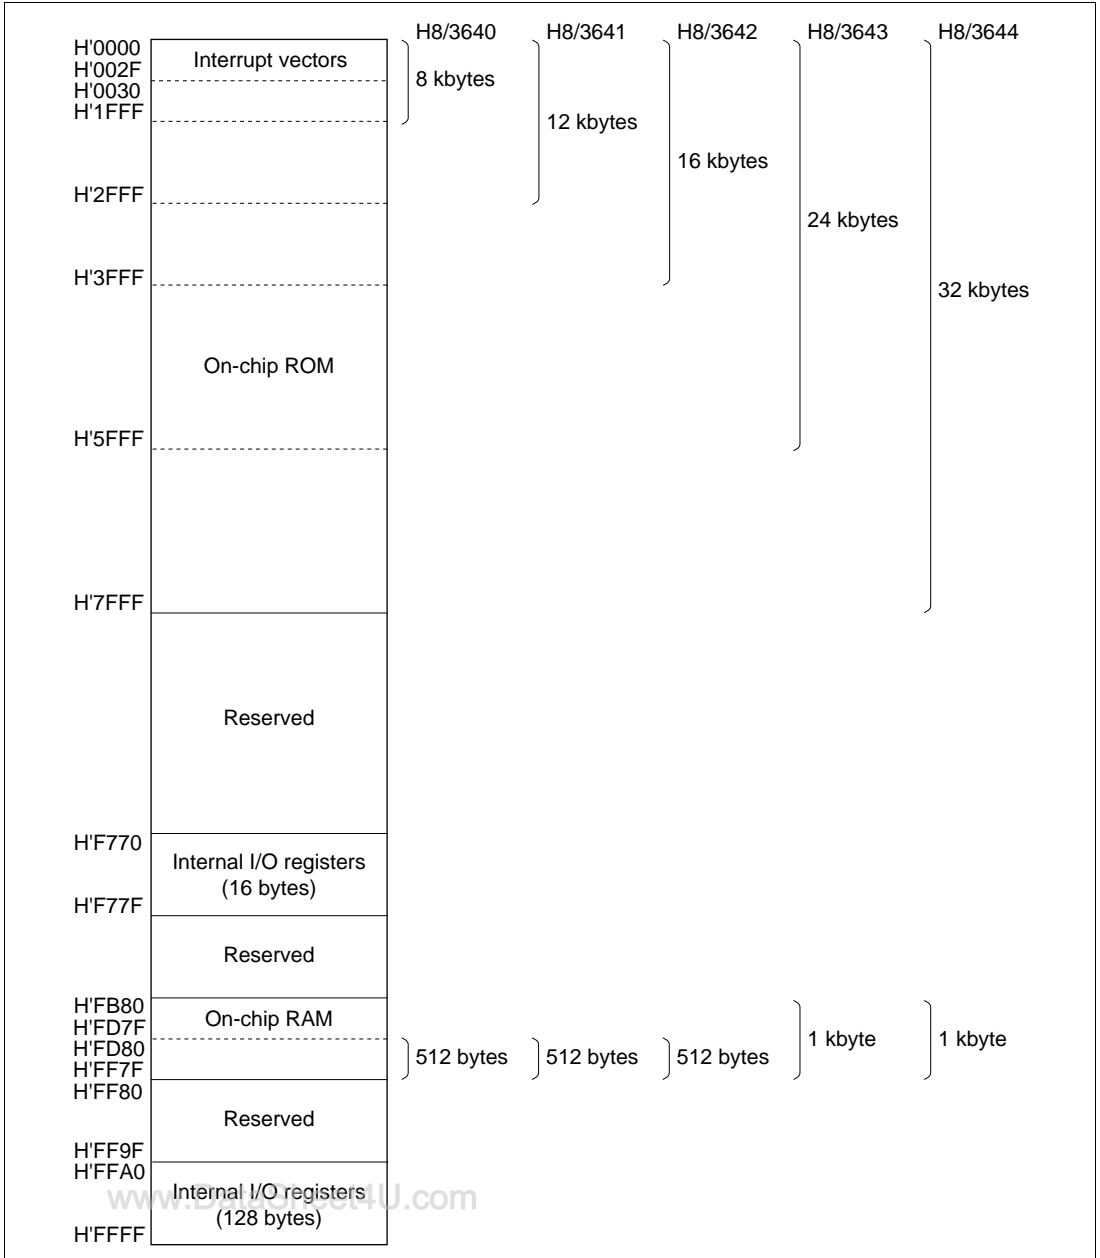 H8/3640 H8/3641 H8/3642 H8/3643 H8/3644
H'0000
Interrupt vectors
H'002F
8 kbytes
H'0030
H'1FFF
12 kbytes
16 kbytes
H'2FFF
24 kbytes
H'3FFF
32 kbytes
On-chip ROM
H'5FFF
H'7FFF
Reserved
H'F770
Internal I/O registers
(16 bytes)
H'F77F
Reserved
H'FB80
On-chip RAM
H'FD7F
1 kbyte 1 kbyte
H'FD80
512 bytes 512 bytes 512 bytes
H'FF7F
H'FF80
Reserved
H'FF9F
H'FFA0
Internal I/O registers
www.DataSheet4U.com
(128 bytes)
H'FFFF